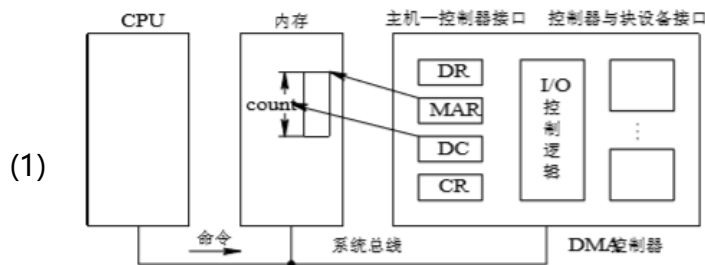 CPU 内存 主机一控制器接口 控制器与块设备接口
DR
count
MAR
DC
CR
I/O
控
制
逻
辑
⋮
(1)
命令
系统总线
DMA控制器